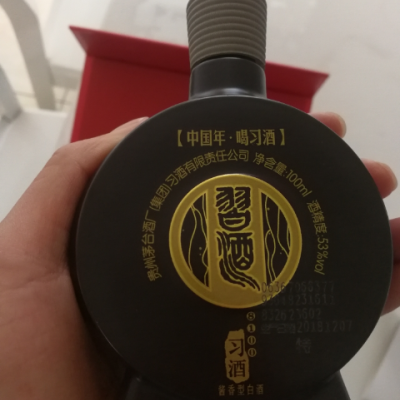 【中国年·喝习酒】
贵州茅台酒厂(集团)习酒有限责任公司 净含量:100ml 酒精度:53%vol
習酒
8100
习酒
酱香型白酒